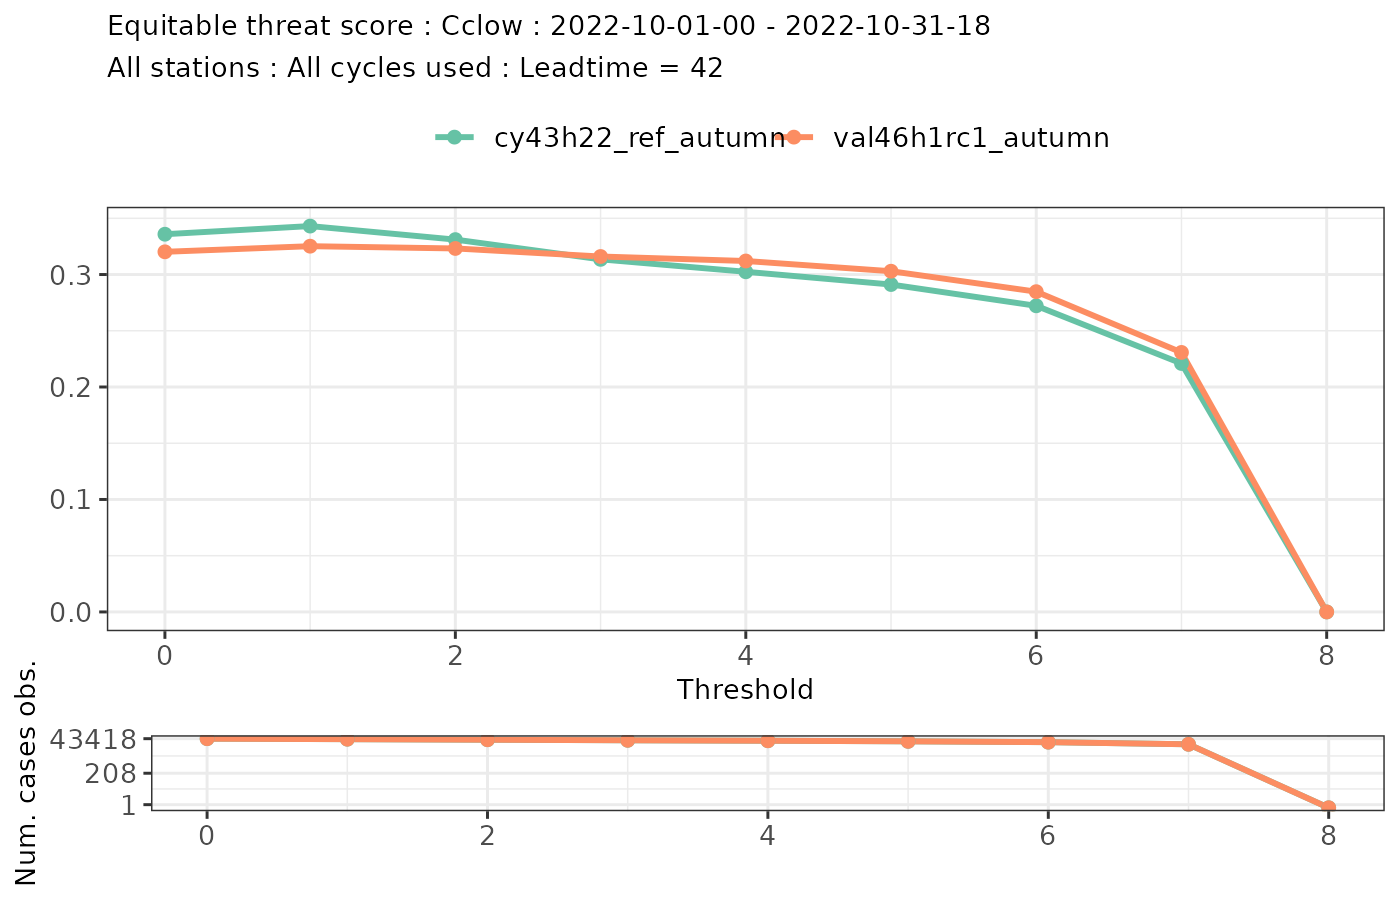 Equitable threat score : Cclow : 2022-10-01-00 - 2022-10-31-18
All stations : All cycles used : Leadtime = 42
cy43h22_ref_autumn val46h1rc1_autumn
0.3
0.2
0.1
0.0
0 2 4 6 8
Threshold
Num. cases obs.
43418
208
1
0 2 4 6 8